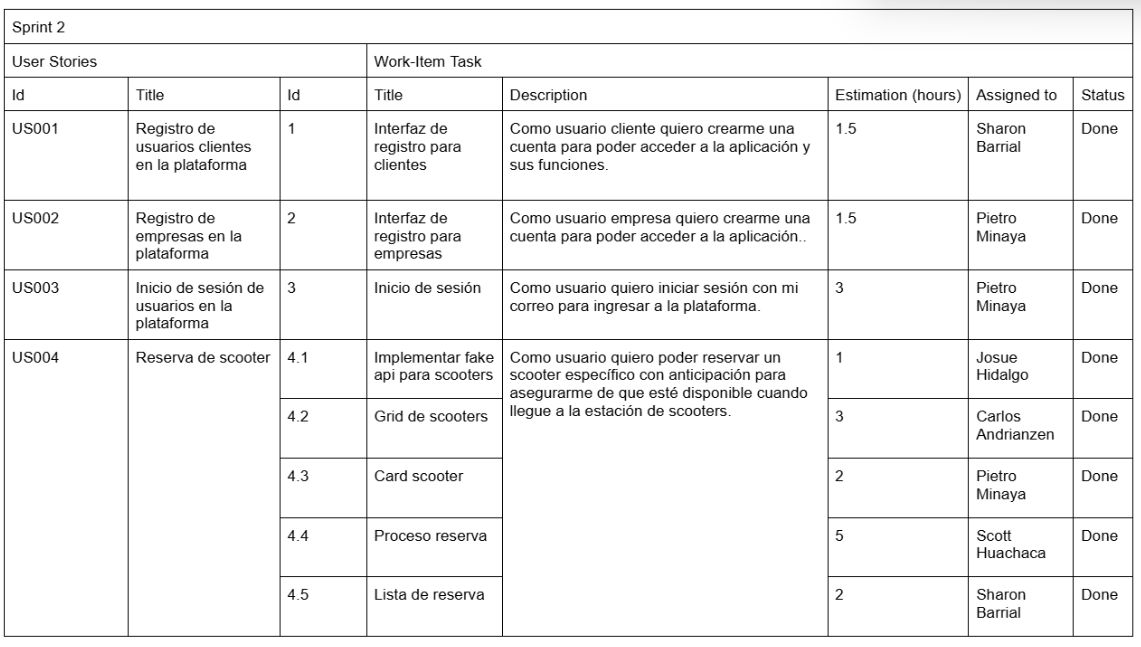 Sprint 2
User Stories
Work-Item Task
Id
Title
Id
Title
Description
Estimation (hours)
Assigned to
Status
US001
Registro de
usuarios clientes
en la plataforma
1
Interfaz de
registro para
clientes
Como usuario cliente quiero crearme una
cuenta para poder acceder a la aplicación y
sus funciones.
1.5
Sharon
Barrial
Done
US002
Registro de
empresas en la
plataforma
2
Interfaz de
registro para
empresas
Como usuario empresa quiero crearme una
cuenta para poder acceder a la aplicación..
1.5
Pietro
Minaya
Done
US003
Inicio de sesión de
usuarios en la
plataforma
3
Inicio de sesión
Como usuario quiero iniciar sesión con mi
correo para ingresar a la plataforma.
3
Pietro
Minaya
Done
US004
Reserva de scooter
4.1
Implementar fake
api para scooters
Como usuario quiero poder reservar un
scooter específico con anticipación para
asegurarme de que esté disponible cuando
llegue a la estación de scooters.
1
Josue
Hidalgo
Done
4.2
Grid de scooters
3
Carlos
Andrianzen
Done
4.3
Card scooter
2
Pietro
Minaya
Done
4.4
Proceso reserva
5
Scott
Huachaca
Done
4.5
Lista de reserva
2
Sharon
Barrial
Done